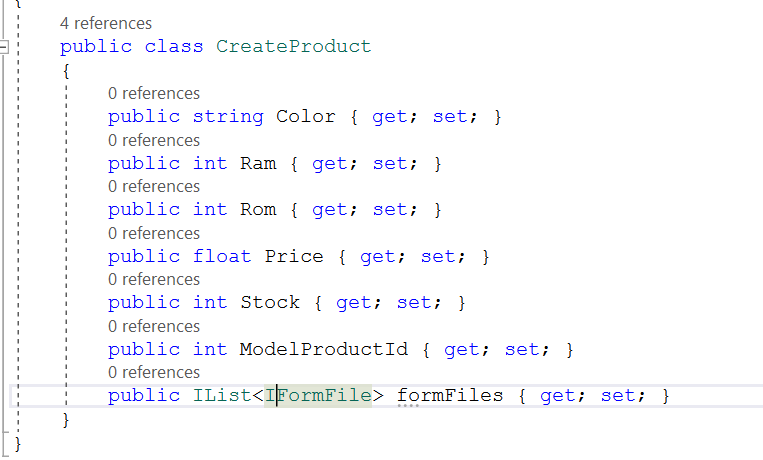 }
4 references
public class CreateProduct
{
0 references
public string Color { get; set; }
0 references
public int Ram { get; set; }
0 references
public int Rom { get; set; }
0 references
public float Price { get; set; }
0 references
public int Stock { get; set; }
0 references
public int ModelProductId { get; set; }
0 references
public IList<IFormFile> formFiles { get; set; }
}
}